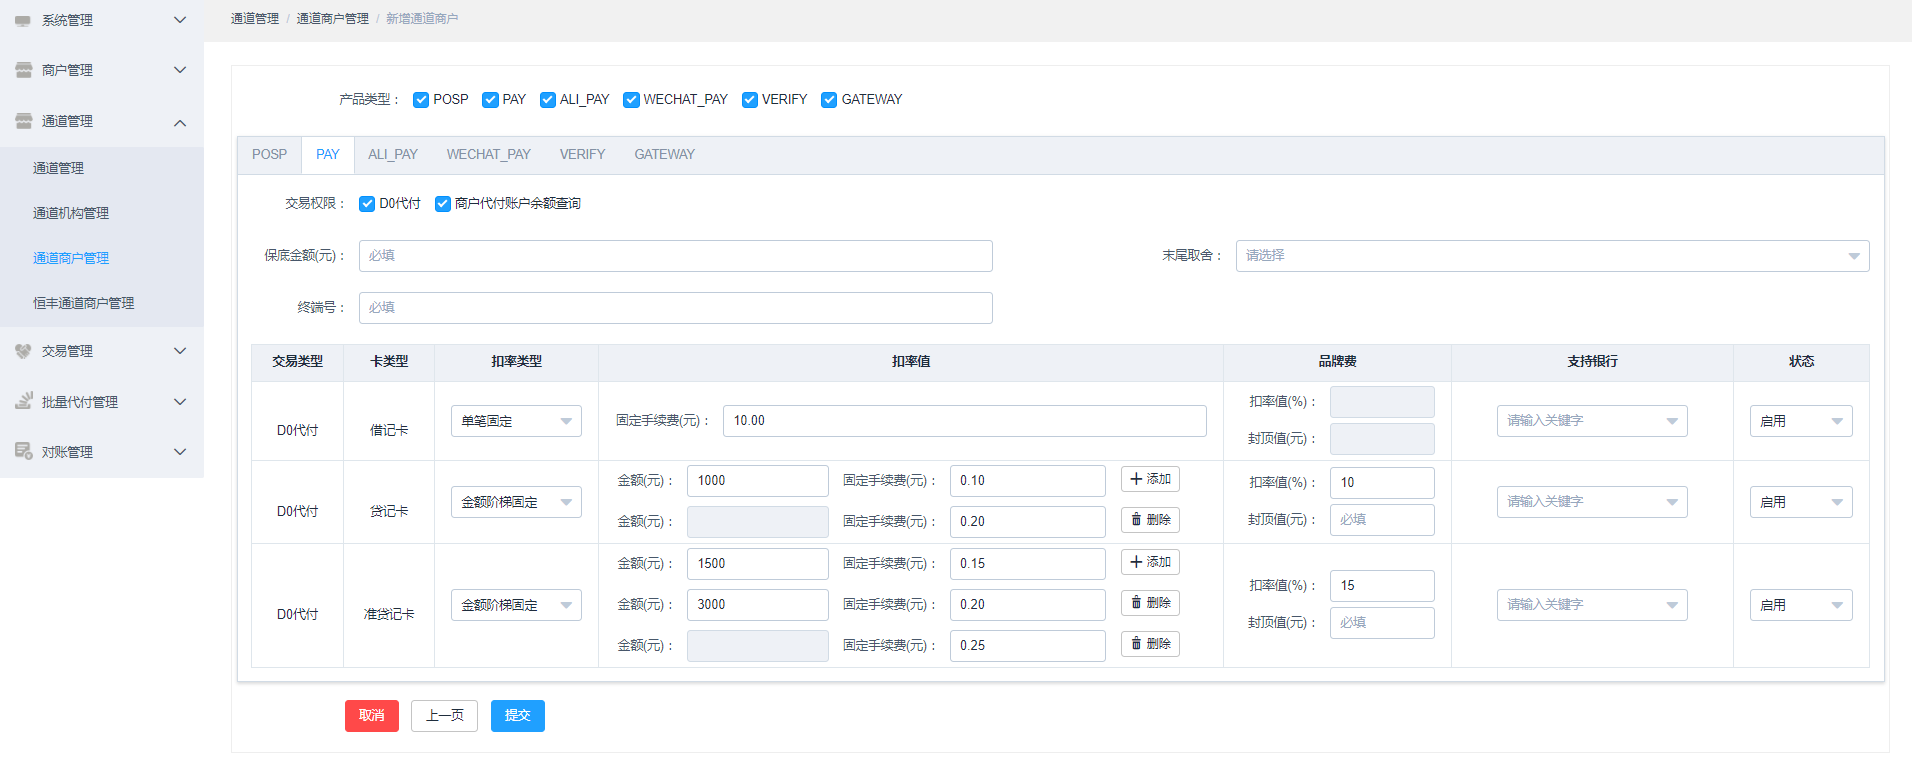 系统管理
商户管理
通道管理
通道管理
通道机构管理
通道商户管理
恒丰通道商户管理
交易管理
批量代付管理
对账管理
通道管理 / 通道商户管理 / 新增通道商户
产品类型： POSP PAY ALI_PAY WECHAT_PAY VERIFY GATEWAY
POSP PAY ALI_PAY WECHAT_PAY VERIFY GATEWAY
交易权限： D0代付 商户代付账户余额查询
保底金额(元)： 必填 末尾取舍： 请选择
终端号： 必填
交易类型 卡类型 扣率类型 扣率值 品牌费 支持银行 状态
D0代付 借记卡 单笔固定 固定手续费(元)： 10.00 扣率值(%)： 请输入关键字 启用
封顶值(元)：
D0代付 贷记卡 金额阶梯固定 金额(元)： 1000 固定手续费(元)： 0.10 添加 扣率值(%)： 10 请输入关键字 启用
金额(元)： 固定手续费(元)： 0.20 删除 封顶值(元)： 必填
D0代付 准贷记卡 金额阶梯固定 金额(元)： 1500 固定手续费(元)： 0.15 添加 扣率值(%)： 15 请输入关键字 启用
金额(元)： 3000 固定手续费(元)： 0.20 删除 封顶值(元)： 必填
金额(元)： 固定手续费(元)： 0.25 删除
取消 上一页 提交